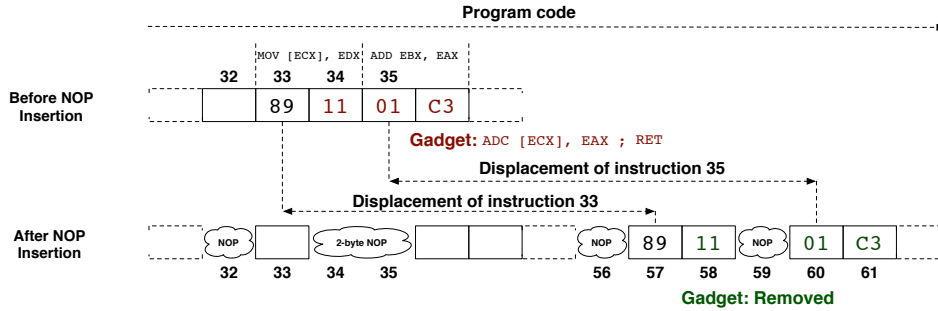 Program code
MOV [ECX], EDX ADD EBX, EAX
32 33 34 35
Before NOP
Insertion
89 11 01 C3
Gadget: ADC [ECX], EAX ; RET
Displacement of instruction 35
Displacement of instruction 33
After NOP
Insertion
NOP 2-byte NOP NOP 89 11 NOP 01 C3
32 33 34 35 56 57 58 59 60 61
Gadget: Removed